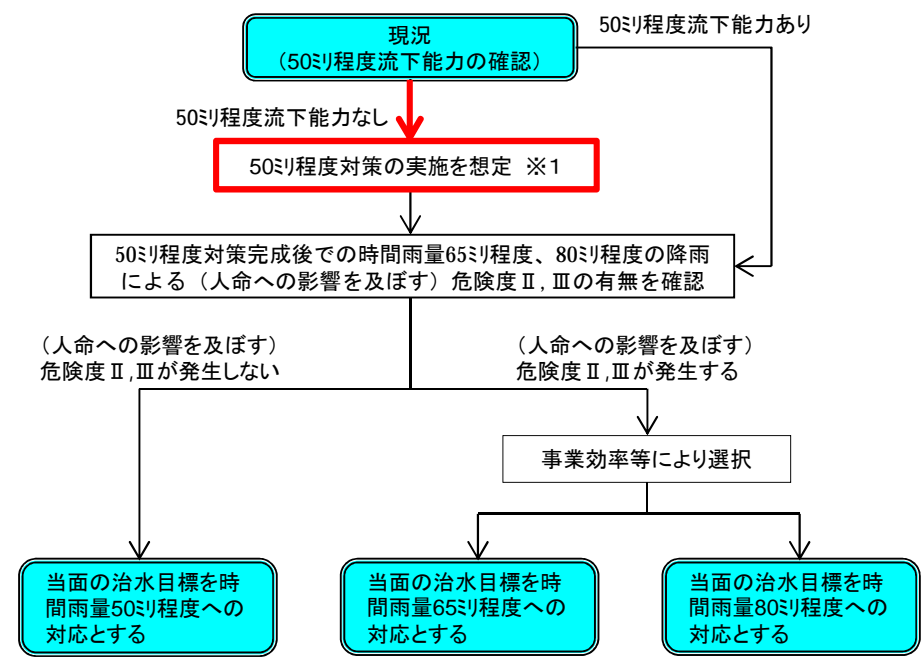 現況
(50ミリ程度流下能力の確認)
50ミリ程度流下能力あり
50ミリ程度流下能力なし
50ミリ程度対策の実施を想定 ※1
50ミリ程度対策完成後での時間雨量65ミリ程度、80ミリ程度の降雨
による(人命への影響を及ぼす)危険度Ⅱ,Ⅲの有無を確認
(人命への影響を及ぼす)
危険度Ⅱ,Ⅲが発生しない
(人命への影響を及ぼす)
危険度Ⅱ,Ⅲが発生する
事業効率等により選択
当面の治水目標を時
間雨量50ミリ程度への
対応とする
当面の治水目標を時
間雨量65ミリ程度への
対応とする
当面の治水目標を時
間雨量80ミリ程度への
対応とする